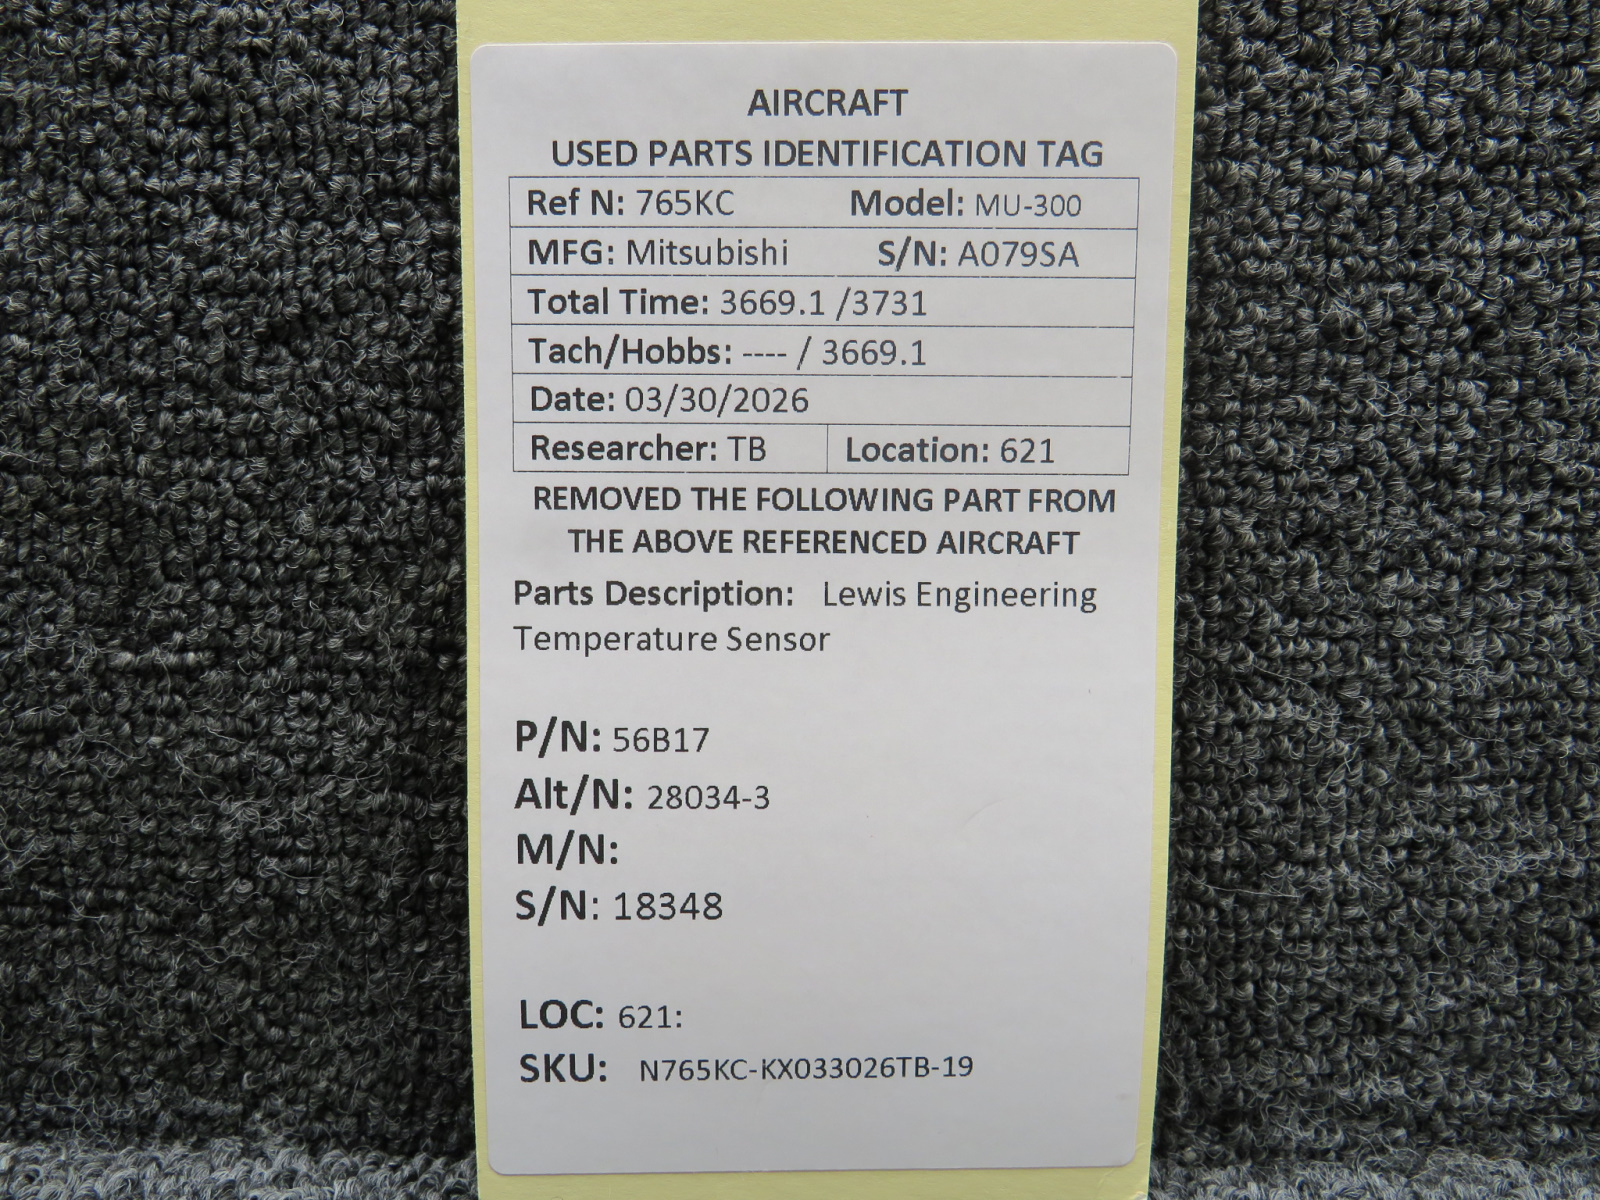 AIRCRAFT
USED PARTS IDENTIFICATION TAG
Ref N: 765KC Model: MU-300
MFG: Mitsubishi S/N: A079SA
Total Time: 3669.1 /3731
Tach/Hobbs: ---- / 3669.1
Date: 03/30/2026
Researcher: TB Location: 621
REMOVED THE FOLLOWING PART FROM
THE ABOVE REFERENCED AIRCRAFT
Parts Description: Lewis Engineering
Temperature Sensor
P/N: 56B17
Alt/N: 28034-3
M/N:
S/N: 18348
LOC: 621:
SKU: N765KC-KX033026TB-19